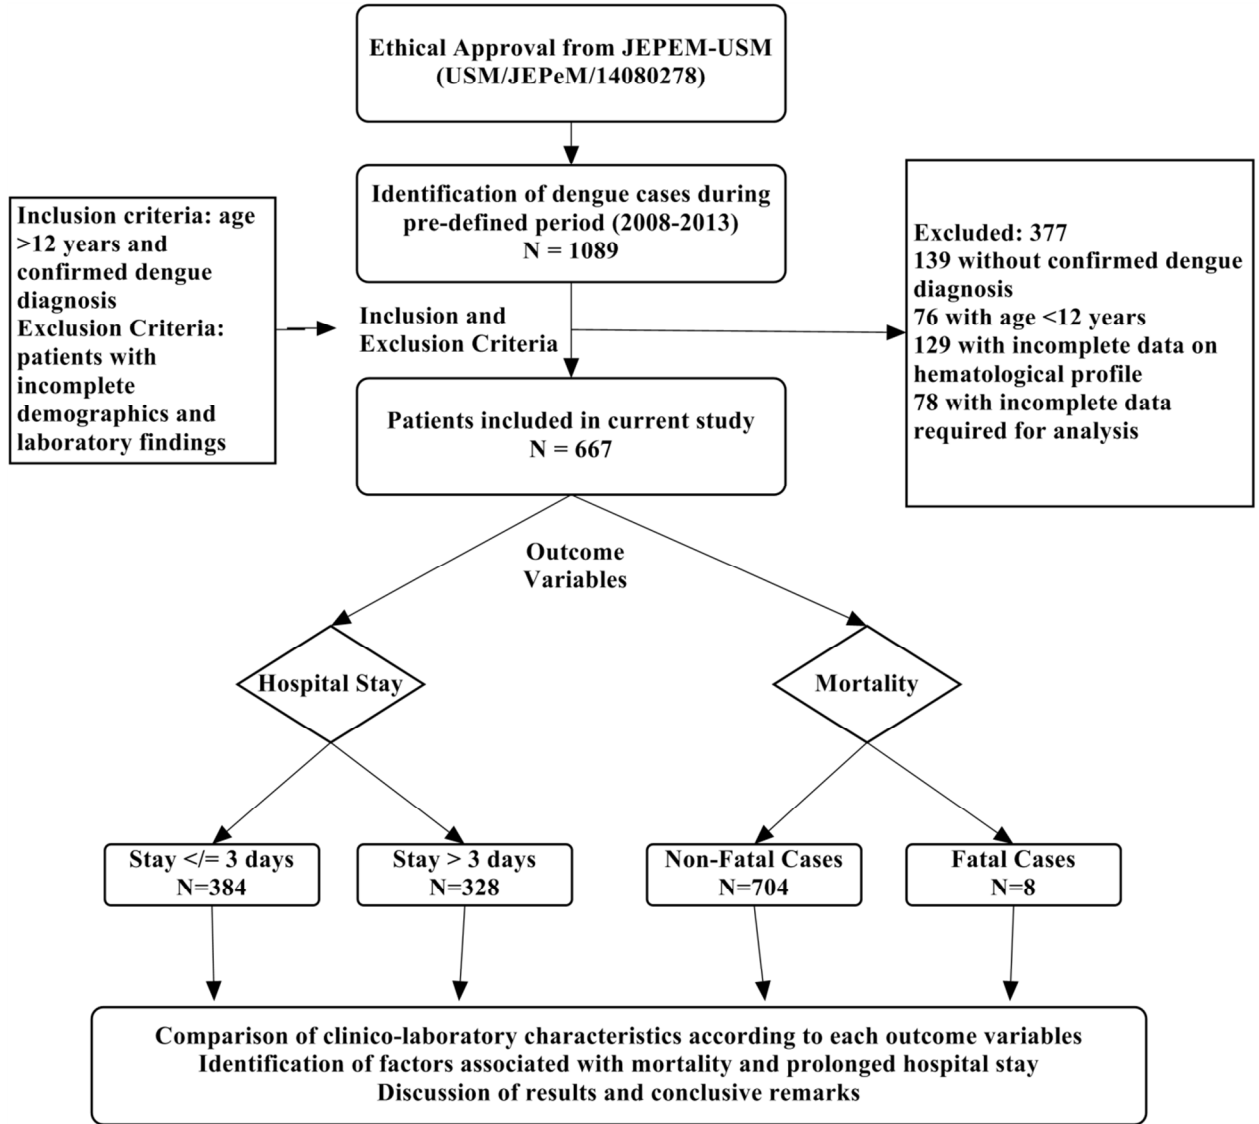 Ethical Approval from JEPEM-USM
(USM/JEPeM/14080278)
Identification of dengue cases during
pre-defined period (2008-2013)
N = 1089
Inclusion criteria: age
>12 years and
confirmed dengue
diagnosis
Exclusion Criteria:
patients with
incomplete
demographics and
laboratory findings
Inclusion and
Exclusion Criteria
Excluded: 377
139 without confirmed dengue
diagnosis
76 with age <12 years
129 with incomplete data on
hematological profile
78 with incomplete data
required for analysis
Patients included in current study
N = 667
Outcome
Variables
Hospital Stay
Mortality
Stay </= 3 days
N=384
Stay > 3 days
N=328
Non-Fatal Cases
N=704
Fatal Cases
N=8
Comparison of clinico-laboratory characteristics according to each outcome variables
Identification of factors associated with mortality and prolonged hospital stay
Discussion of results and conclusive remarks